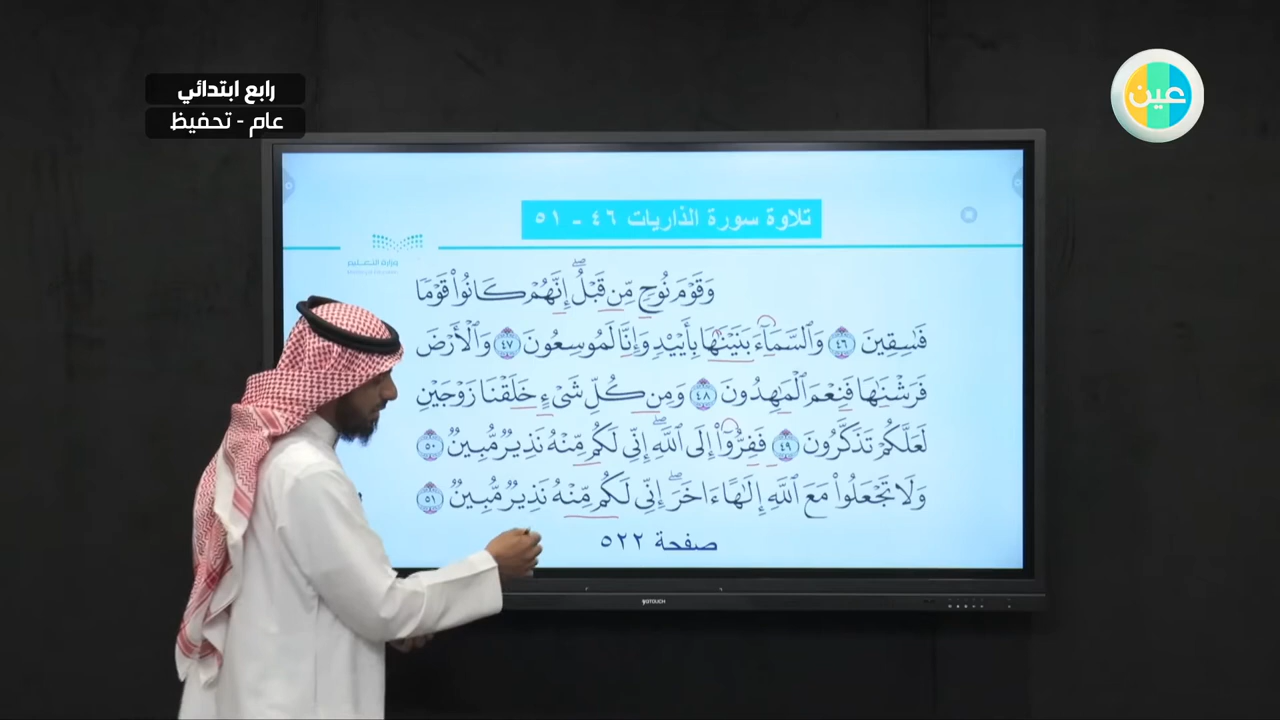 رابع ابتدائي
عام - تحفيظ
عين
تلاوة سورة الذاريات ٤٦ - ٥١
وزارة التعليم
وَقَوْمَ نُوحٍ مِّن قَبْلُ ۖ إِنَّهُمْ كَانُوا۟ قَوْمًا
فَـٰسِقِينَ ٤٦ وَٱلسَّمَآءَ بَنَيْنَـٰهَا بِأَيْي۟دٍ وَإِنَّا لَمُوسِعُونَ ٤٧ وَٱلْأَرْضَ
فَرَشْنَـٰهَا فَنِعْمَ ٱلْمَـٰهِدُونَ ٤٨ وَمِن كُلِّ شَىْءٍ خَلَقْنَا زَوْجَيْنِ
لَعَلَّكُمْ تَذَكَّرُونَ ٤٩ فَفِرُّوٓا۟ إِلَى ٱللَّهِ ۖ إِنِّى لَكُم مِّنْهُ نَذِيرٌ مُّبِينٌ ٥٠
وَلَا تَجْعَلُوا۟ مَعَ ٱللَّهِ إِلَـٰهًا ءَاخَرَ ۖ إِنِّى لَكُم مِّنْهُ نَذِيرٌ مُّبِينٌ ٥١
صفحة ٥٢٢